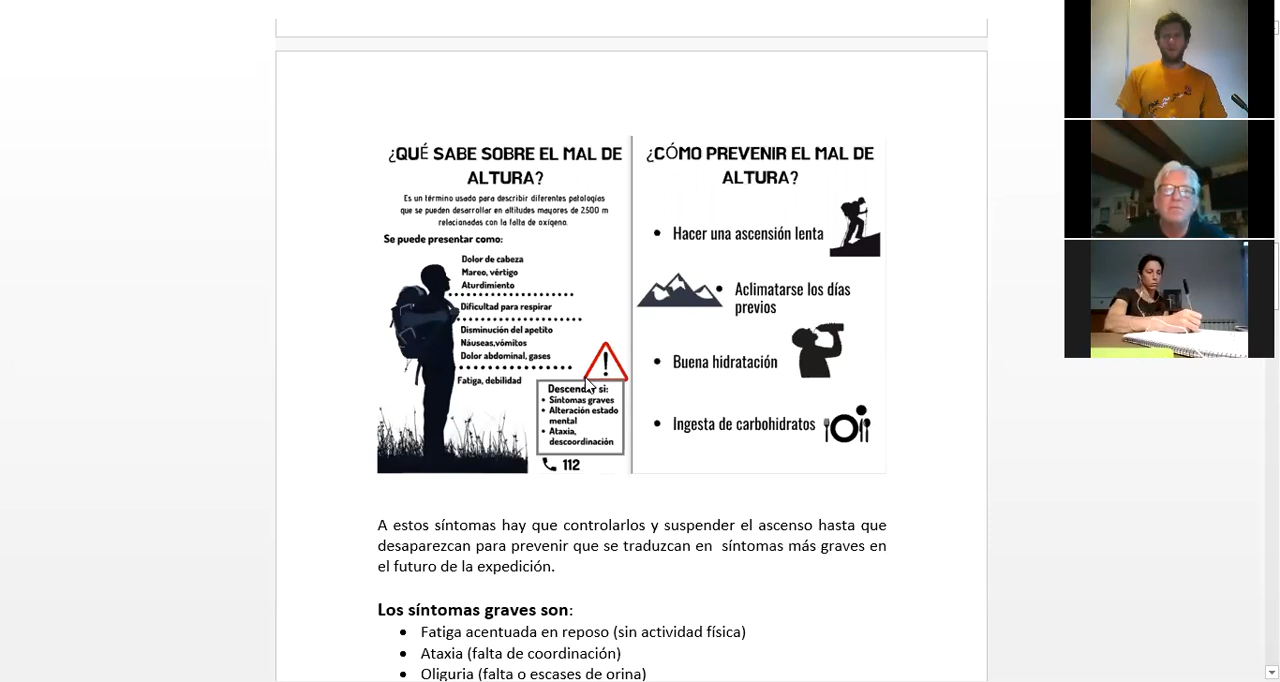 ¿QUÉ SABE SOBRE EL MAL DE
ALTURA?
Es un término usado para describir diferentes patologías
que se pueden desarrollar en altitudes mayores de 2500 m
relacionadas con la falta de oxígeno.
Se puede presentar como:
Dolor de cabeza
Mareo, vértigo
Aturdimiento
Dificultad para respirar
Disminución del apetito
Náuseas,vómitos
Dolor abdominal, gases
Fatiga, debilidad
!
si:
• Síntomas graves
• Alteración estado
mental
• Ataxia,
descoordinación
112
¿CÓMO PREVENIR EL MAL DE
ALTURA?
• Hacer una ascensión lenta
• Aclimatarse los días
previos
• Buena hidratación
• Ingesta de carbohidratos
A estos síntomas hay que controlarlos y suspender el ascenso hasta que
desaparezcan para prevenir que se traduzcan en síntomas más graves en
el futuro de la expedición.
Los síntomas graves son:
• Fatiga acentuada en reposo (sin actividad física)
• Ataxia (falta de coordinación)
• Oliguria (falta o escases de orina)